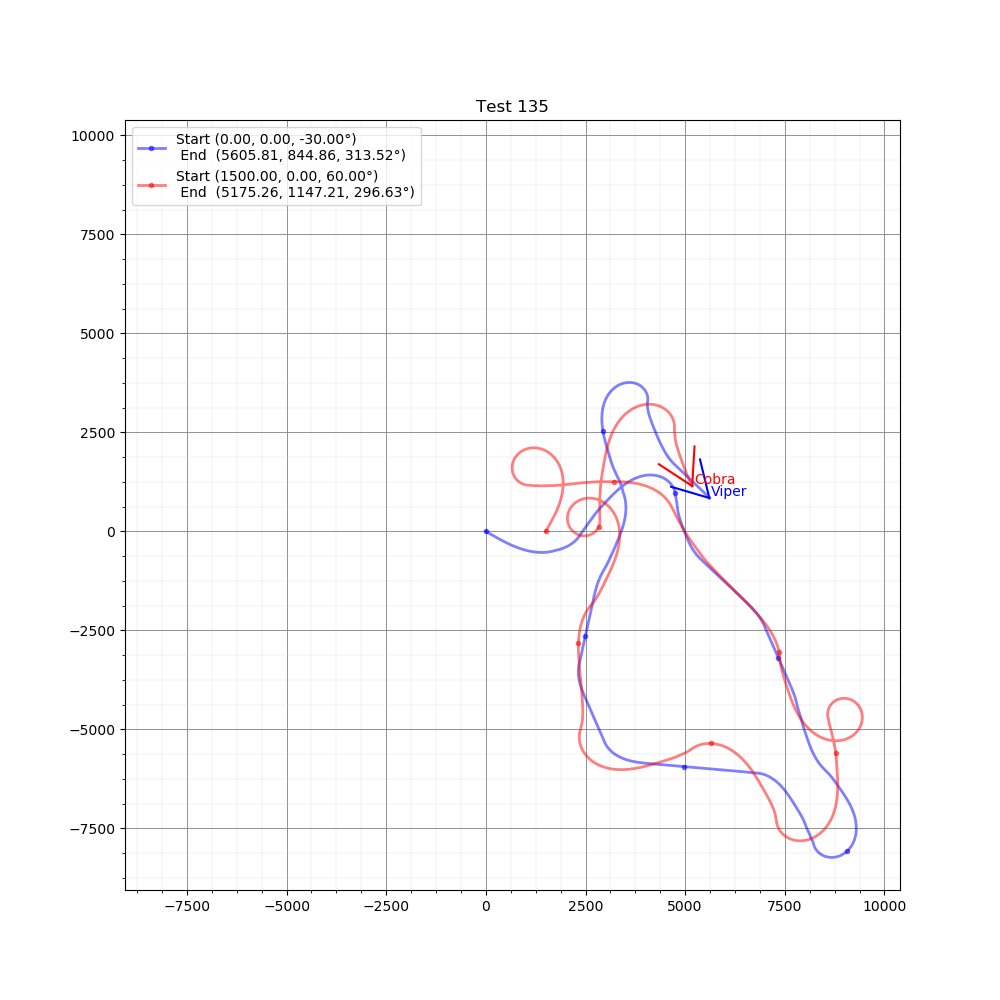 Test 135
Start (0.00, 0.00, -30.00°)
End  (5605.81, 844.86, 313.52°)
Start (1500.00, 0.00, 60.00°)
End  (5175.26, 1147.21, 296.63°)
10000
7500
5000
2500
0
−2500
−5000
−7500
Cobra
Viper
−7500
−5000
−2500
0
2500
5000
7500
10000